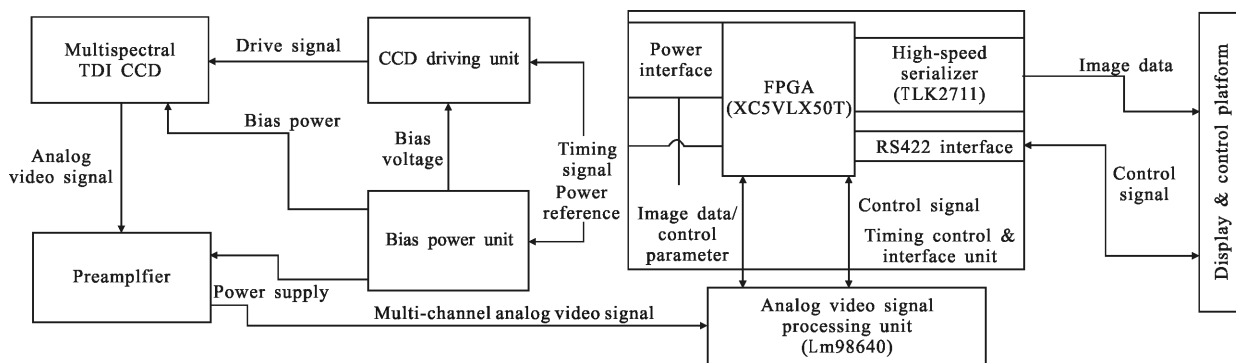 Multispectral
TDI CCD
Drive signal
CCD driving unit
Bias power
Analog
video signal
Bias
voltage
Timing
signal
Power
reference
Bias power unit
Preamplfier
Power supply
Multi-channel analog video signal
Power
interface
FPGA
(XC5VLX50T)
High-speed
serializer
(TLK2711)
RS422 interface
Image data
Control
signal
Display & control platform
Image data/
control
parameter
Control signal
Timing control &
interface unit
Analog video signal
processing unit
(Lm98640)